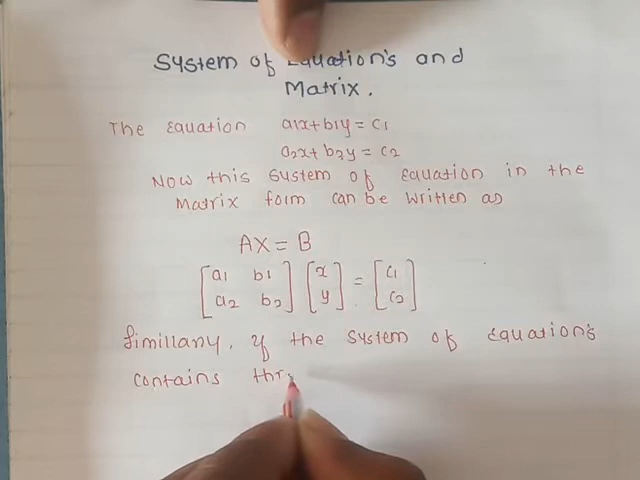 System of Equation's and
Matrix.
The Equation a1x+b1y = c1
a2x+ b2y = c2
Now this system of equation in the
Matrix form can be written as
AX = B
[a1 b1] [x] = [c1]
[a2 b2] [y] [c2]
Simillary, if the system of equation's
contains thr